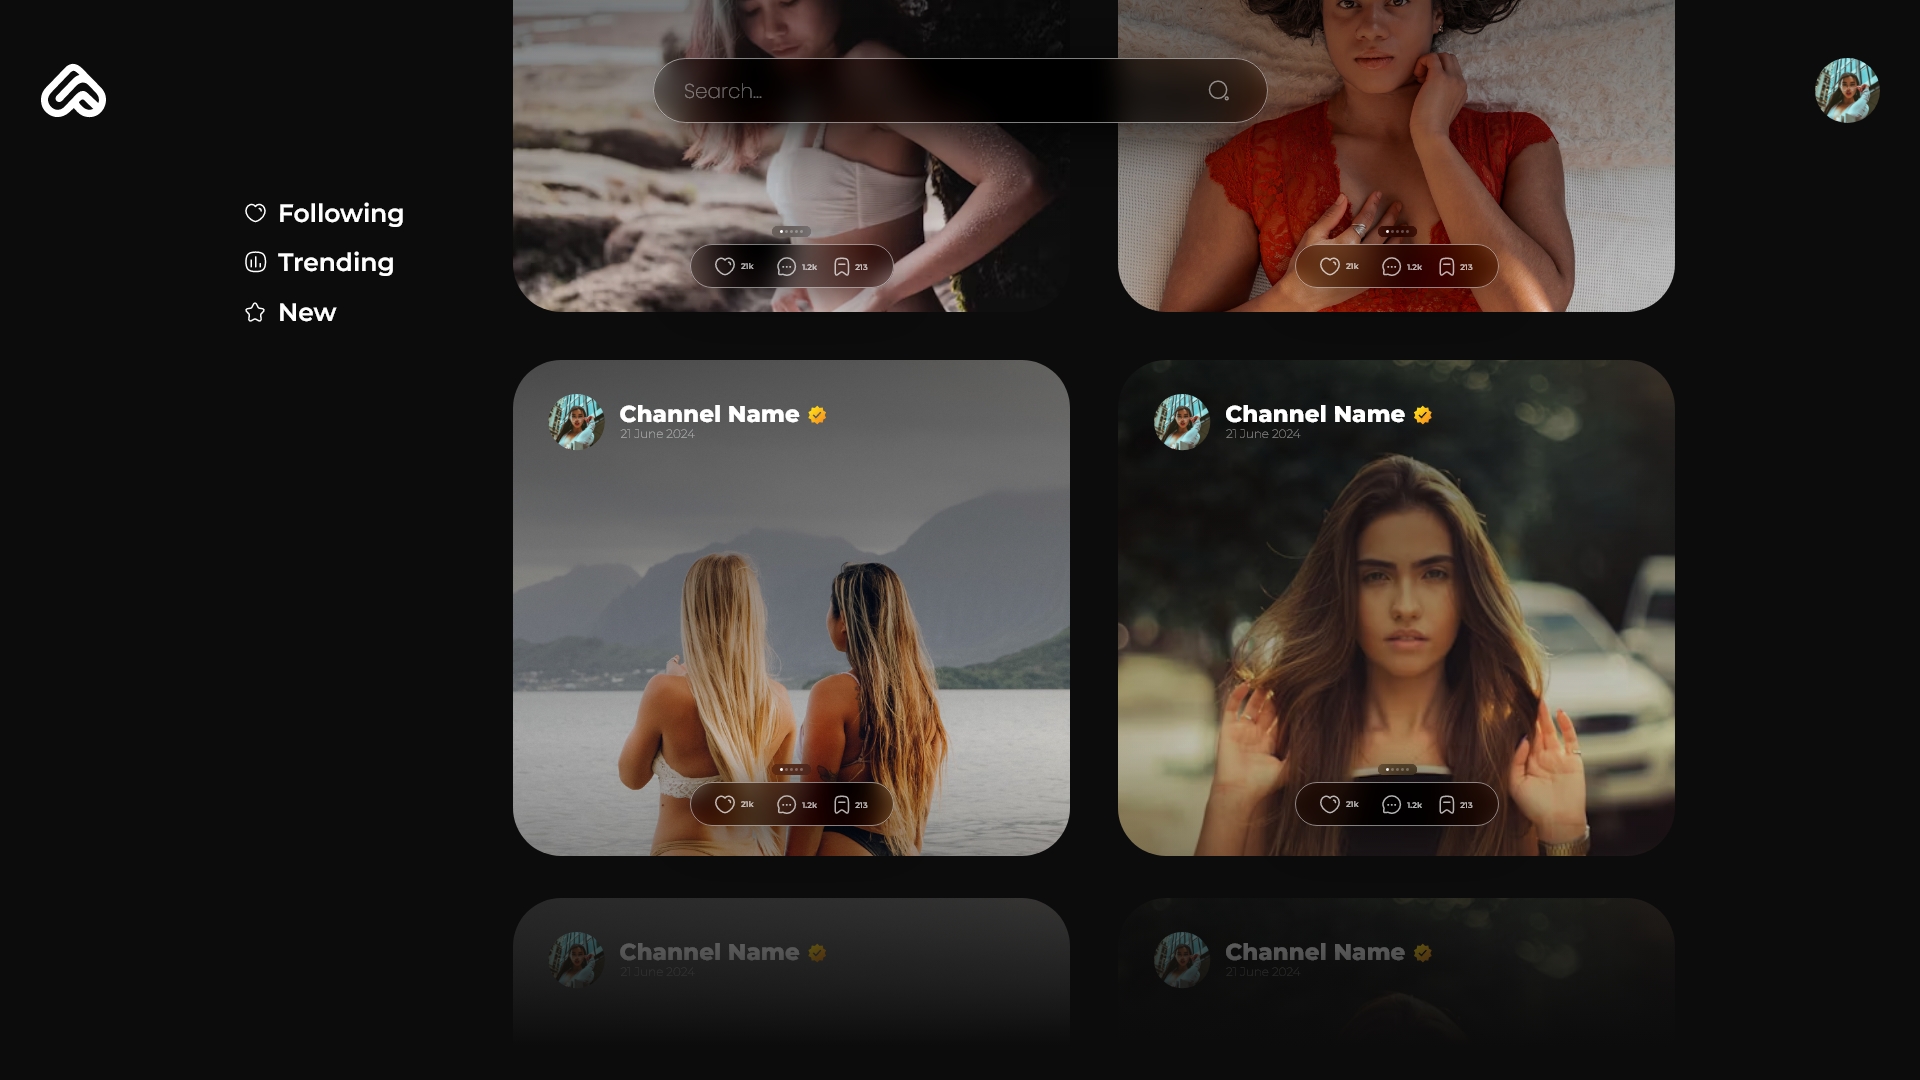 Search...
Following
Trending
New
21k 1.2k 213
21k 1.2k 213
Channel Name
21 June 2024
Channel Name
21 June 2024
21k 1.2k 213
21k 1.2k 213
Channel Name
21 June 2024
Channel Name
21 June 2024